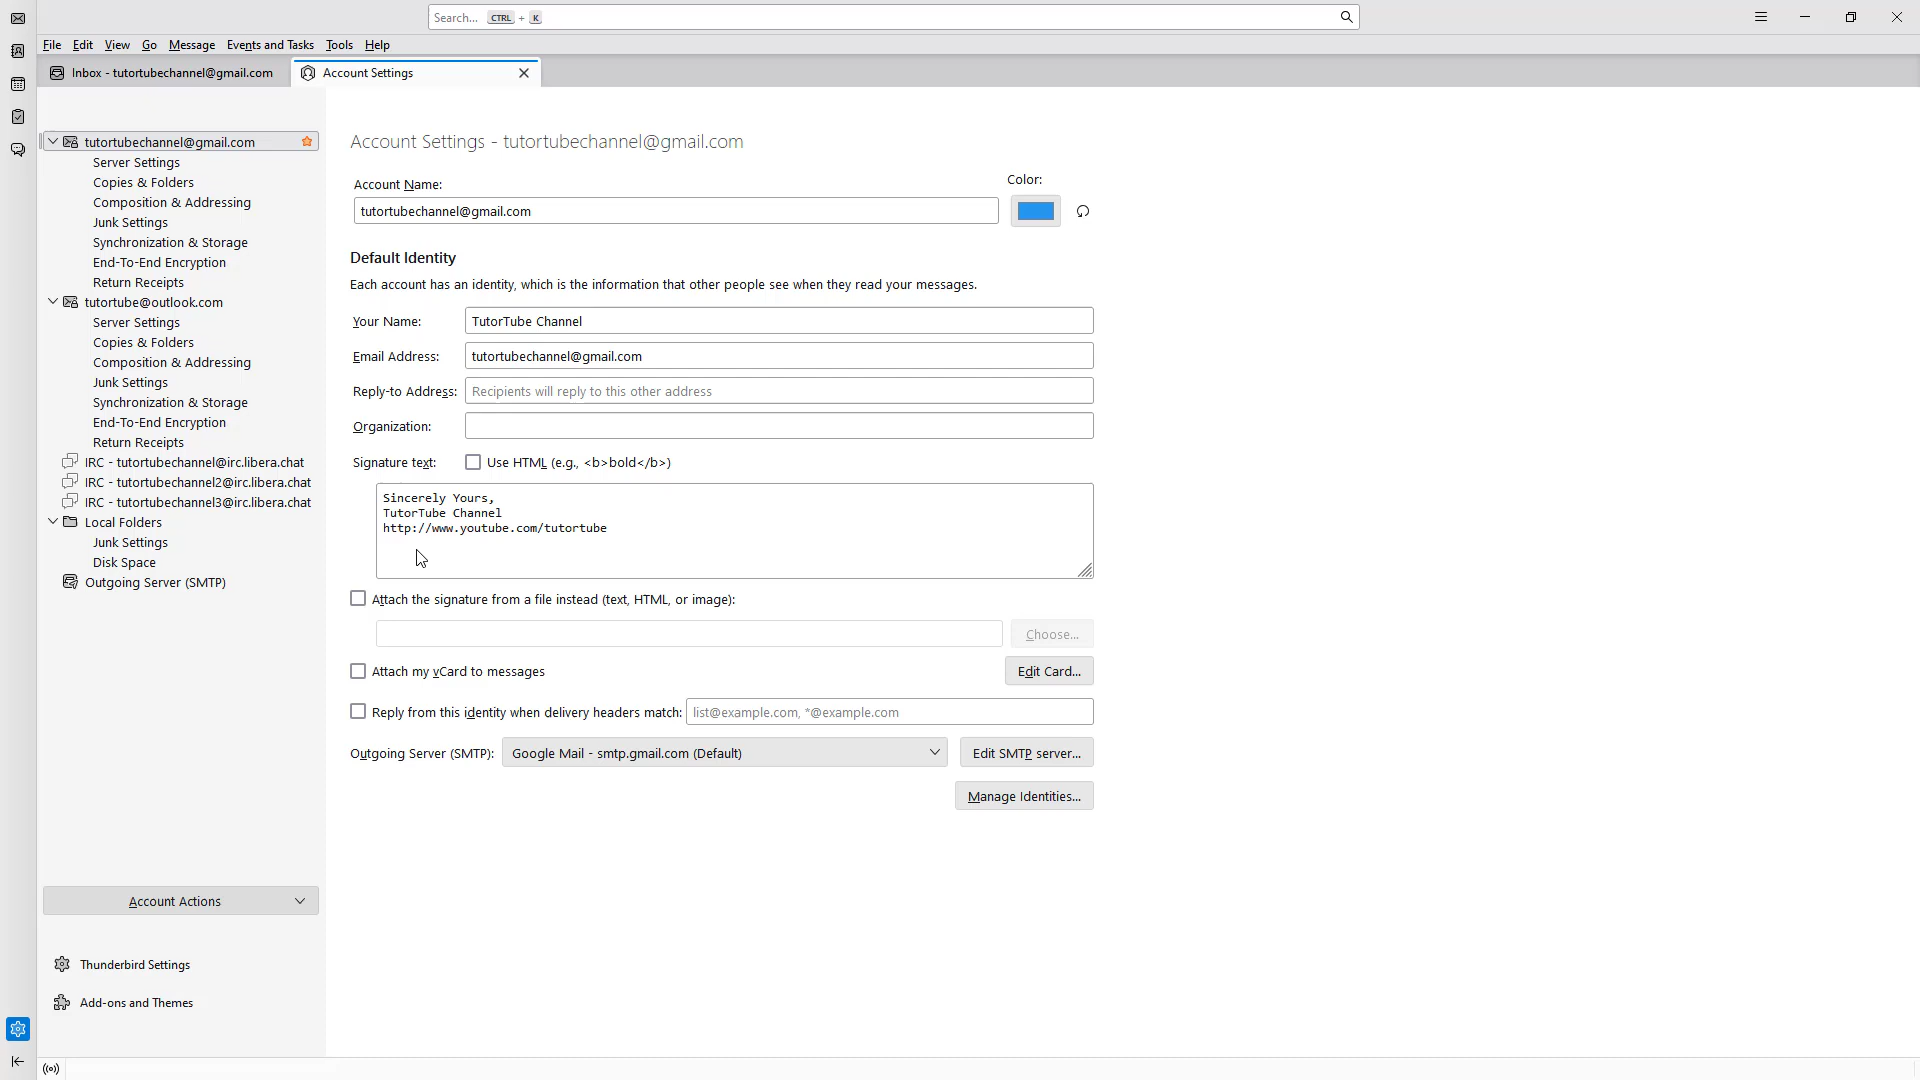 Search... CTRL + K
File Edit View Go Message Events and Tasks Tools Help
Inbox - tutortubechannel@gmail.com
Account Settings
tutortubechannel@gmail.com
Server Settings
Copies & Folders
Composition & Addressing
Junk Settings
Synchronization & Storage
End-To-End Encryption
Return Receipts
tutortube@outlook.com
Server Settings
Copies & Folders
Composition & Addressing
Junk Settings
Synchronization & Storage
End-To-End Encryption
Return Receipts
IRC - tutortubechannel@irc.libera.chat
IRC - tutortubechannel2@irc.libera.chat
IRC - tutortubechannel3@irc.libera.chat
Local Folders
Junk Settings
Disk Space
Outgoing Server (SMTP)
Account Actions
Thunderbird Settings
Add-ons and Themes
Account Settings - tutortubechannel@gmail.com
Account Name:
Color:
tutortubechannel@gmail.com
Default Identity
Each account has an identity, which is the information that other people see when they read your messages.
Your Name: TutorTube Channel
Email Address: tutortubechannel@gmail.com
Reply-to Address: Recipients will reply to this other address
Organization:
Signature text: Use HTML (e.g., <b>bold</b>)
Sincerely Yours,
TutorTube Channel
http://www.youtube.com/tutortube
Attach the signature from a file instead (text, HTML, or image):
Choose...
Attach my vCard to messages Edit Card...
Reply from this identity when delivery headers match: list@example.com, *@example.com
Outgoing Server (SMTP): Google Mail - smtp.gmail.com (Default) Edit SMTP server...
Manage Identities...